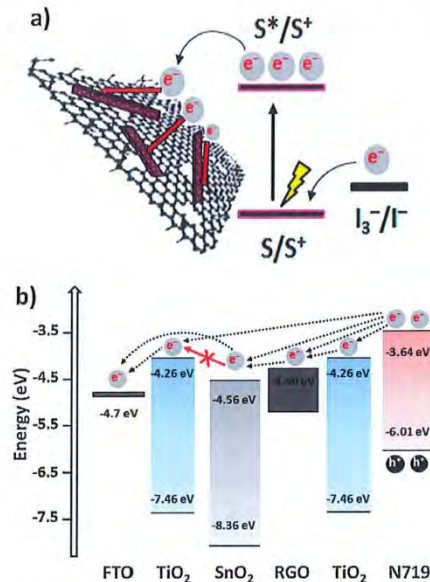 a)
S*/S⁺
e⁻ e⁻ e⁻ e⁻
e⁻
e⁻
e⁻
I₃⁻/I⁻
S/S⁺
b)
Energy (eV)
-3.5
-4.5
-5.5
-6.5
-7.5
e⁻ e⁻ e⁻ e⁻ e⁻ e⁻ e⁻
-4.7 eV
-4.26 eV
-7.46 eV
-4.56 eV
-8.36 eV
-4.26 eV
-7.46 eV
-3.64 eV
-6.01 eV
h⁺ h⁺
FTO TiO₂ SnO₂ RGO TiO₂ N719